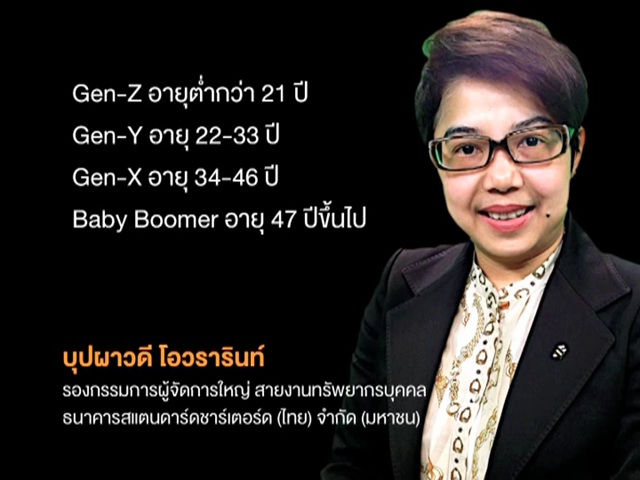 Gen-Z อายุต่ำกว่า 21 ปี
Gen-Y อายุ 22-33 ปี
Gen-X อายุ 34-46 ปี
Baby Boomer อายุ 47 ปีขึ้นไป
บุปผาวดี โอวรารินท์
รองกรรมการผู้จัดการใหญ่ สายงานทรัพยากรบุคคล
ธนาคารสแตนดาร์ดชาร์เตอร์ด (ไทย) จำกัด (มหาชน)